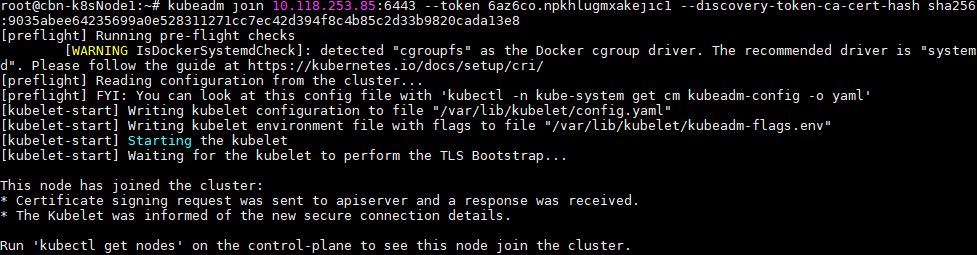 root@cbn-k8sNode1:~# kubeadm join 10.118.253.85:6443 --token 6az6co.npkhlugmxakejic1 --discovery-token-ca-cert-hash sha256
:9035abee64235699a0e528311271cc7ec42d394f8c4b85c2d33b9820cada13e8
[preflight] Running pre-flight checks
        [WARNING IsDockerSystemdCheck]: detected "cgroupfs" as the Docker cgroup driver. The recommended driver is "system
d". Please follow the guide at https://kubernetes.io/docs/setup/cri/
[preflight] Reading configuration from the cluster...
[preflight] FYI: You can look at this config file with 'kubectl -n kube-system get cm kubeadm-config -o yaml'
[kubelet-start] Writing kubelet configuration to file "/var/lib/kubelet/config.yaml"
[kubelet-start] Writing kubelet environment file with flags to file "/var/lib/kubelet/kubeadm-flags.env"
[kubelet-start] Starting the kubelet
[kubelet-start] Waiting for the kubelet to perform the TLS Bootstrap...
This node has joined the cluster:
* Certificate signing request was sent to apiserver and a response was received.
* The Kubelet was informed of the new secure connection details.
Run 'kubectl get nodes' on the control-plane to see this node join the cluster.